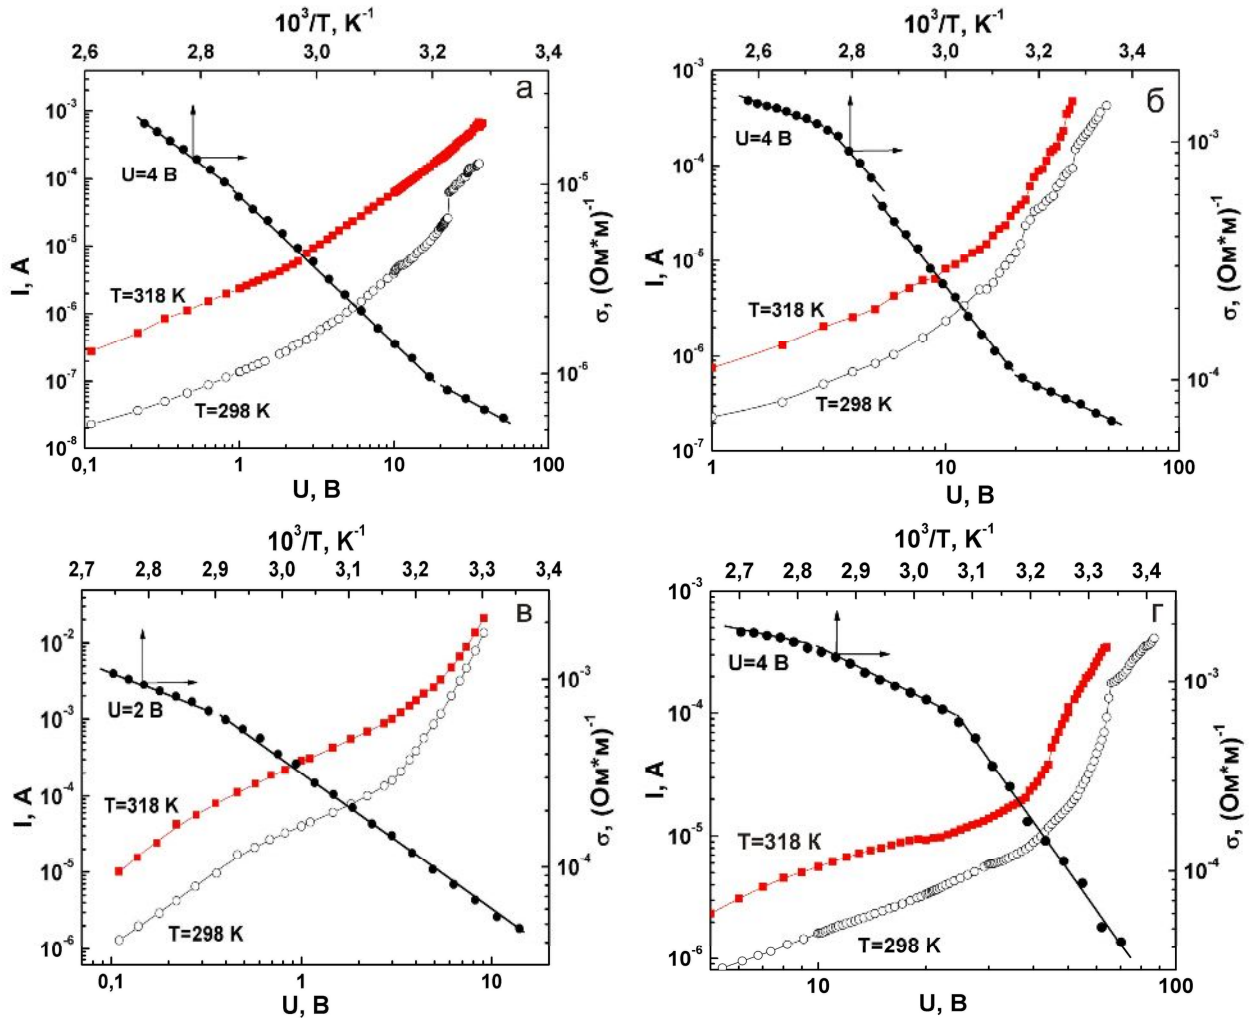 10³/T, K⁻¹
2,6 2,8 3,0 3,2 3,4
а
10⁻³
10⁻⁴
10⁻⁵
10⁻⁶
10⁻⁷
10⁻⁸
I, А
U=4 В
T=318 K
T=298 K
10⁻⁵
10⁻⁶
σ, (Ом*м)⁻¹
0,1 1 10 100
U, В
10³/T, K⁻¹
2,6 2,8 3,0 3,2 3,4
б
10⁻³
10⁻⁴
10⁻⁵
10⁻⁶
10⁻⁷
I, А
U=4 В
T=318 K
T=298 K
10⁻³
10⁻⁴
σ, (Ом*м)⁻¹
1 10 100
U, В
10³/T, K⁻¹
2,7 2,8 2,9 3,0 3,1 3,2 3,3 3,4
в
10⁻²
10⁻³
10⁻⁴
10⁻⁵
10⁻⁶
I, А
U=2 В
T=318 K
T=298 K
10⁻³
10⁻⁴
σ, (Ом*м)⁻¹
0,1 1 10
U, В
10³/T, K⁻¹
2,7 2,8 2,9 3,0 3,1 3,2 3,3 3,4
г
10⁻³
10⁻⁴
10⁻⁵
10⁻⁶
I, А
U=4 В
T=318 K
T=298 K
10⁻³
10⁻⁴
σ, (Ом*м)⁻¹
10 100
U, В